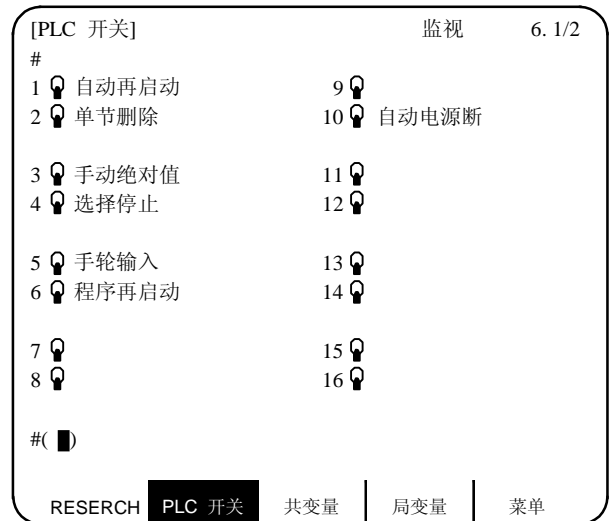 [PLC 开关] 监视 6. 1/2
#
1 自动再启动 9
2 单节删除 10 自动电源断
3 手动绝对值 11
4 选择停止 12
5 手轮输入 13
6 程序再启动 14
7 15
8 16
#( )
RESERCH PLC 开关 共变量 局变量 菜单